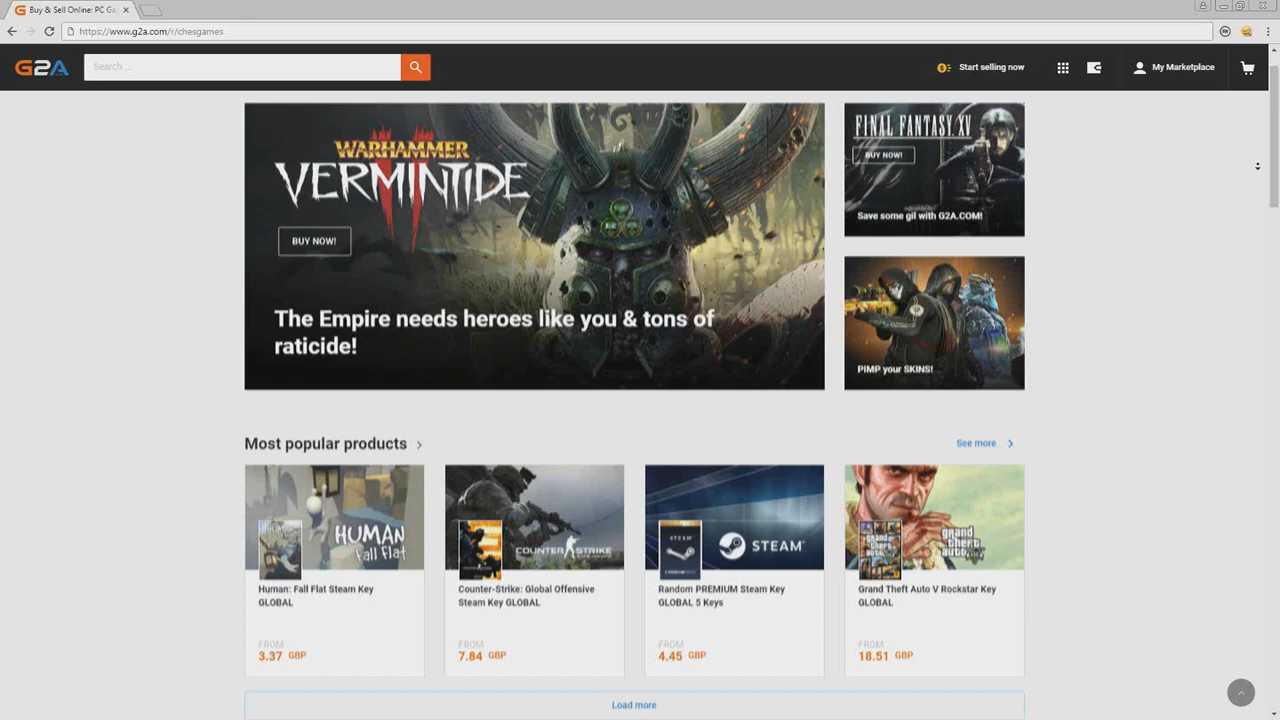 Buy & Sell Online: PC Ga
https://www.g2a.com/r/chesgames
G2A
Search ...
Start selling now
My Marketplace
WARHAMMER
VERMINTIDE
II
BUY NOW!
The Empire needs heroes like you & tons of
raticide!
FINAL FANTASY XV
BUY NOW!
Save some gil with G2A.COM!
PIMP your SKINS!
Most popular products
See more
HUMAN
fall flat
COUNTER STRIKE
STEAM
STEAM
grand
theft
auto
Human: Fall Flat Steam Key
GLOBAL
Counter-Strike: Global Offensive
Steam Key GLOBAL
Random PREMIUM Steam Key
GLOBAL 5 Keys
Grand Theft Auto V Rockstar Key
GLOBAL
FROM
3.37 GBP
FROM
7.84 GBP
FROM
4.45 GBP
FROM
18.51 GBP
Load more